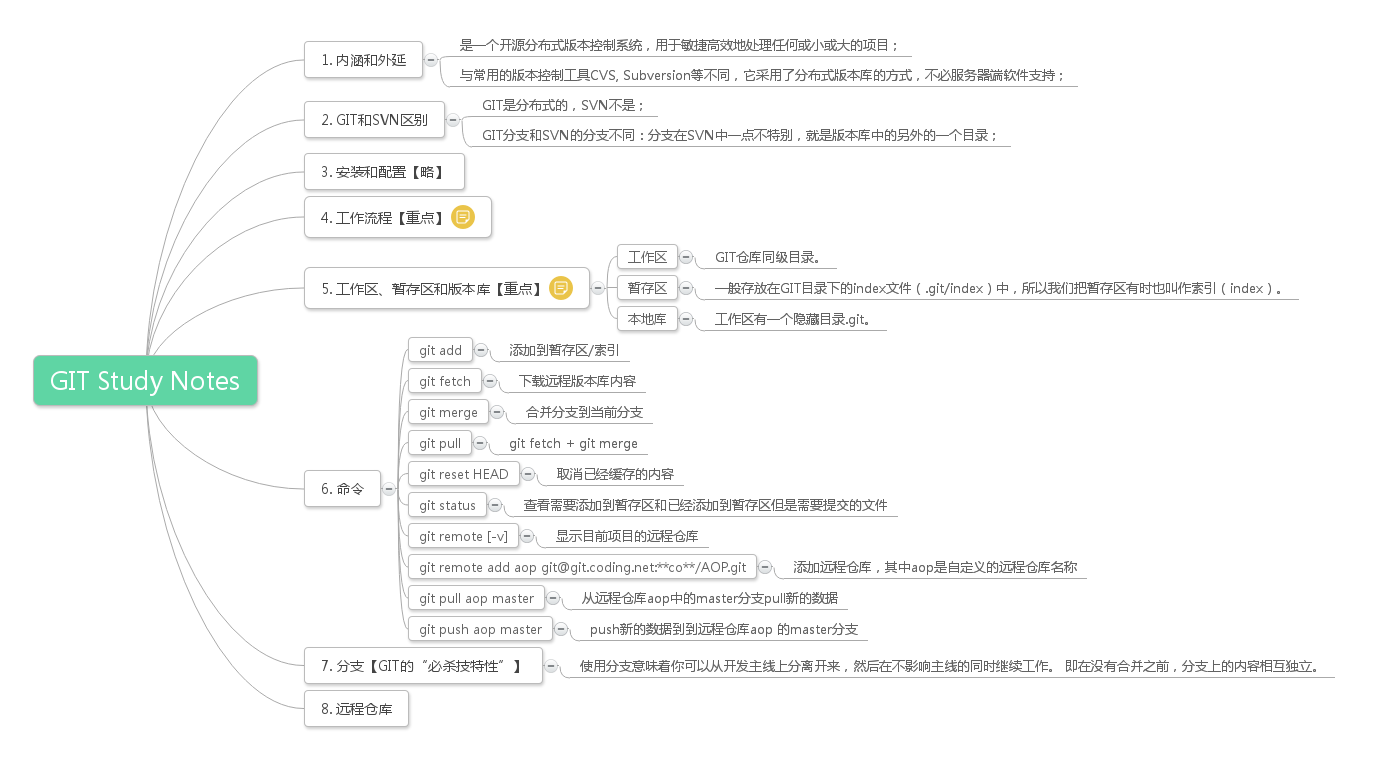 GIT Study Notes
1. 内涵和外延
是一个开源分布式版本控制系统，用于敏捷高效地处理任何或小或大的项目；
与常用的版本控制工具CVS, Subversion等不同，它采用了分布式版本库的方式，不必服务器端软件支持；
2. GIT和SVN区别
GIT是分布式的，SVN不是；
GIT分支和SVN的分支不同：分支在SVN中一点不特别，就是版本库中的另外的一个目录；
3. 安装和配置【略】
4. 工作流程【重点】
5. 工作区、暂存区和版本库【重点】
工作区
GIT仓库同级目录。
暂存区
一般存放在GIT目录下的index文件（.git/index）中，所以我们把暂存区有时也叫作索引（index）。
本地库
工作区有一个隐藏目录.git。
6. 命令
git add
添加到暂存区/索引
git fetch
下载远程版本库内容
git merge
合并分支到当前分支
git pull
git fetch + git merge
git reset HEAD
取消已经缓存的内容
git status
查看需要添加到暂存区和已经添加到暂存区但是需要提交的文件
git remote [-v]
显示目前项目的远程仓库
git remote add aop git@git.coding.net:**co**/AOP.git
添加远程仓库，其中aop是自定义的远程仓库名称
git pull aop master
从远程仓库aop中的master分支pull新的数据
git push aop master
push新的数据到到远程仓库aop 的master分支
7. 分支【GIT的“必杀技特性”】
使用分支意味着你可以从开发主线上分离开来，然后在不影响主线的同时继续工作。 即在没有合并之前，分支上的内容相互独立。
8. 远程仓库